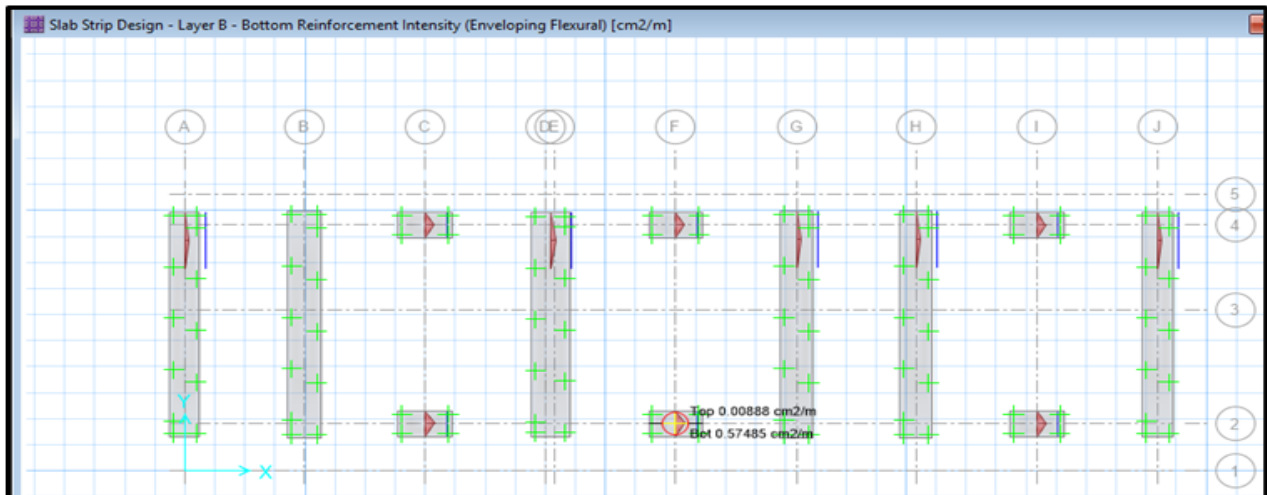 Slab Strip Design - Layer B - Bottom Reinforcement Intensity (Enveloping Flexural) [cm2/m]
A B C D E F G H I J
5
4
3
Y
Top 0.00888 cm2/m
2
Bot 0.57485 cm2/m
X
1